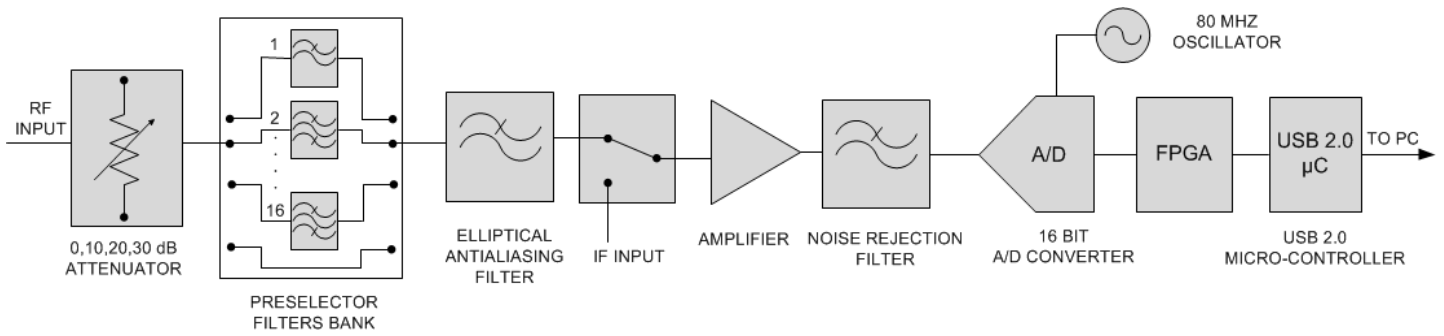 RF
INPUT
0,10,20,30 dB
ATTENUATOR
1
2
16
PRESELECTOR
FILTERS BANK
ELLIPTICAL
ANTIALIASING
FILTER
IF INPUT
AMPLIFIER
NOISE REJECTION
FILTER
80 MHZ
OSCILLATOR
A/D
16 BIT
A/D CONVERTER
FPGA
USB 2.0
µC
USB 2.0
MICRO-CONTROLLER
TO PC